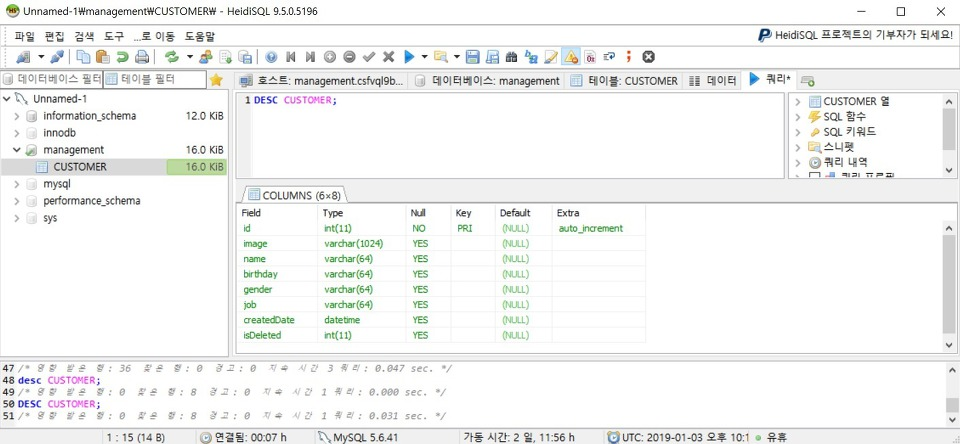 Unnamed-1₩management₩CUSTOMER₩ - HeidiSQL 9.5.0.5196
파일 편집 검색 도구 ...로 이동 도움말
HeidiSQL 프로젝트의 기부자가 되세요!
데이터베이스 필터 테이블 필터
호스트: management.csfvql9b... 데이터베이스: management 테이블: CUSTOMER 데이터 쿼리*
Unnamed-1
information_schema 12.0 KiB
innodb
management 16.0 KiB
CUSTOMER 16.0 KiB
mysql
performance_schema
sys
1 DESC CUSTOMER;
CUSTOMER 열
SQL 함수
SQL 키워드
스니펫
쿼리 내역
쿼리 프로필
COLUMNS (6×8)
Field Type Null Key Default Extra
id int(11) NO PRI (NULL) auto_increment
image varchar(1024) YES (NULL)
name varchar(64) YES (NULL)
birthday varchar(64) YES (NULL)
gender varchar(64) YES (NULL)
job varchar(64) YES (NULL)
createdDate datetime YES (NULL)
isDeleted int(11) YES (NULL)
47 /* 영향 받은 행: 36 찾은 행: 0 경고: 0 지속 시간 3 쿼리: 0.047 sec. */
48 desc CUSTOMER;
49 /* 영향 받은 행: 0 찾은 행: 8 경고: 0 지속 시간 1 쿼리: 0.000 sec. */
50 DESC CUSTOMER;
51 /* 영향 받은 행: 0 찾은 행: 8 경고: 0 지속 시간 1 쿼리: 0.031 sec. */
1 : 15 (14 B) 연결됨: 00:07 h MySQL 5.6.41 가동 시간: 2 일, 11:56 h UTC: 2019-01-03 오후 10:1 유휴